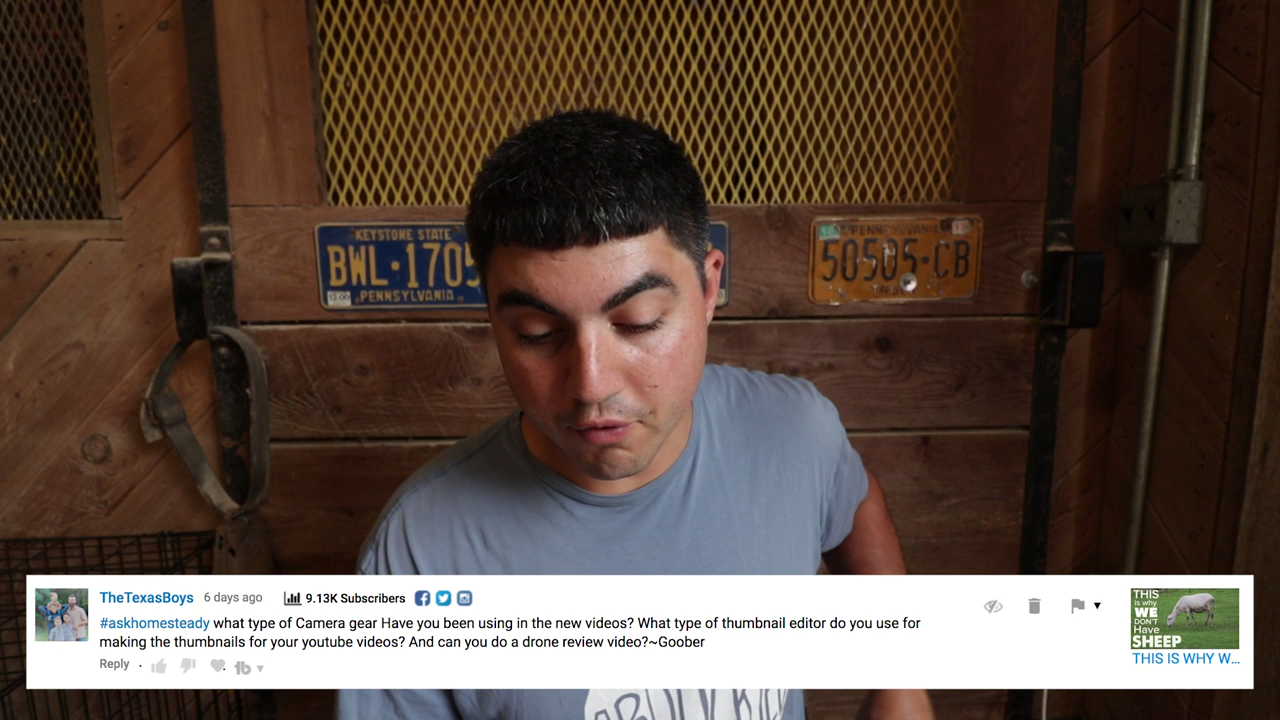 KEYSTONE STATE
BWL·1705
PENNSYLVANIA
50505-CB
TheTexasBoys 6 days ago 9.13K Subscribers
#askhomesteady what type of Camera gear Have you been using in the new videos? What type of thumbnail editor do you use for
making the thumbnails for your youtube videos? And can you do a drone review video?~Goober
Reply
THIS
is why
WE
DON'T
Have
SHEEP
THIS IS WHY W...